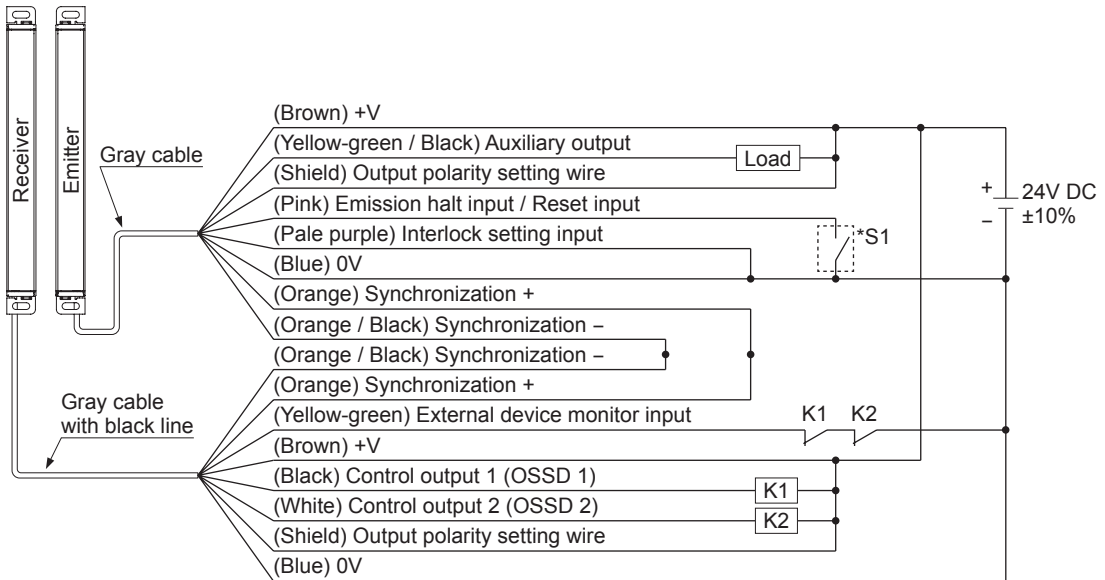 Receiver
Emitter
Gray cable
(Brown) +V
(Yellow-green / Black) Auxiliary output
Load
(Shield) Output polarity setting wire
(Pink) Emission halt input / Reset input
(Pale purple) Interlock setting input
*S1
(Blue) 0V
+
−
24V DC
±10%
(Orange) Synchronization +
(Orange / Black) Synchronization −
(Orange / Black) Synchronization −
(Orange) Synchronization +
Gray cable
with black line
(Yellow-green) External device monitor input
K1 K2
(Brown) +V
(Black) Control output 1 (OSSD 1)
K1
(White) Control output 2 (OSSD 2)
K2
(Shield) Output polarity setting wire
(Blue) 0V